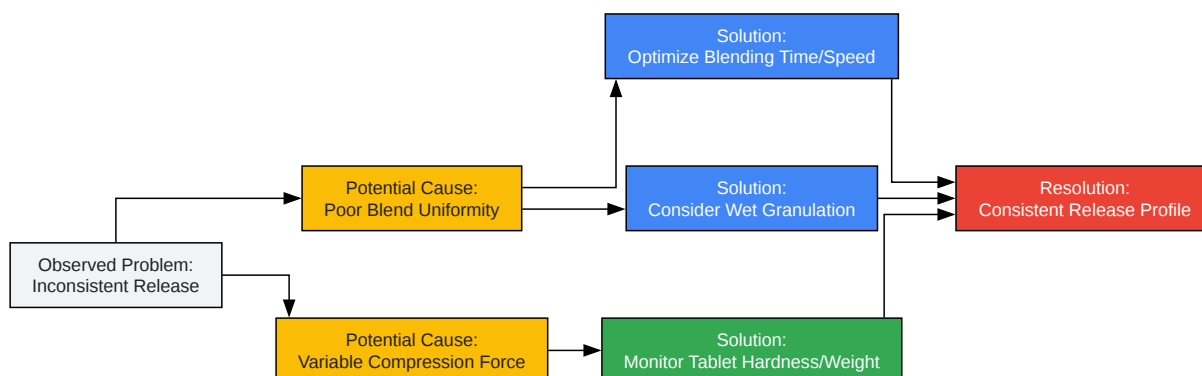 Solution:
Optimize Blending Time/Speed
Potential Cause:
Poor Blend Uniformity
Solution:
Consider Wet Granulation
Resolution:
Consistent Release Profile
Observed Problem:
Inconsistent Release
Potential Cause:
Variable Compression Force
Solution:
Monitor Tablet Hardness/Weight